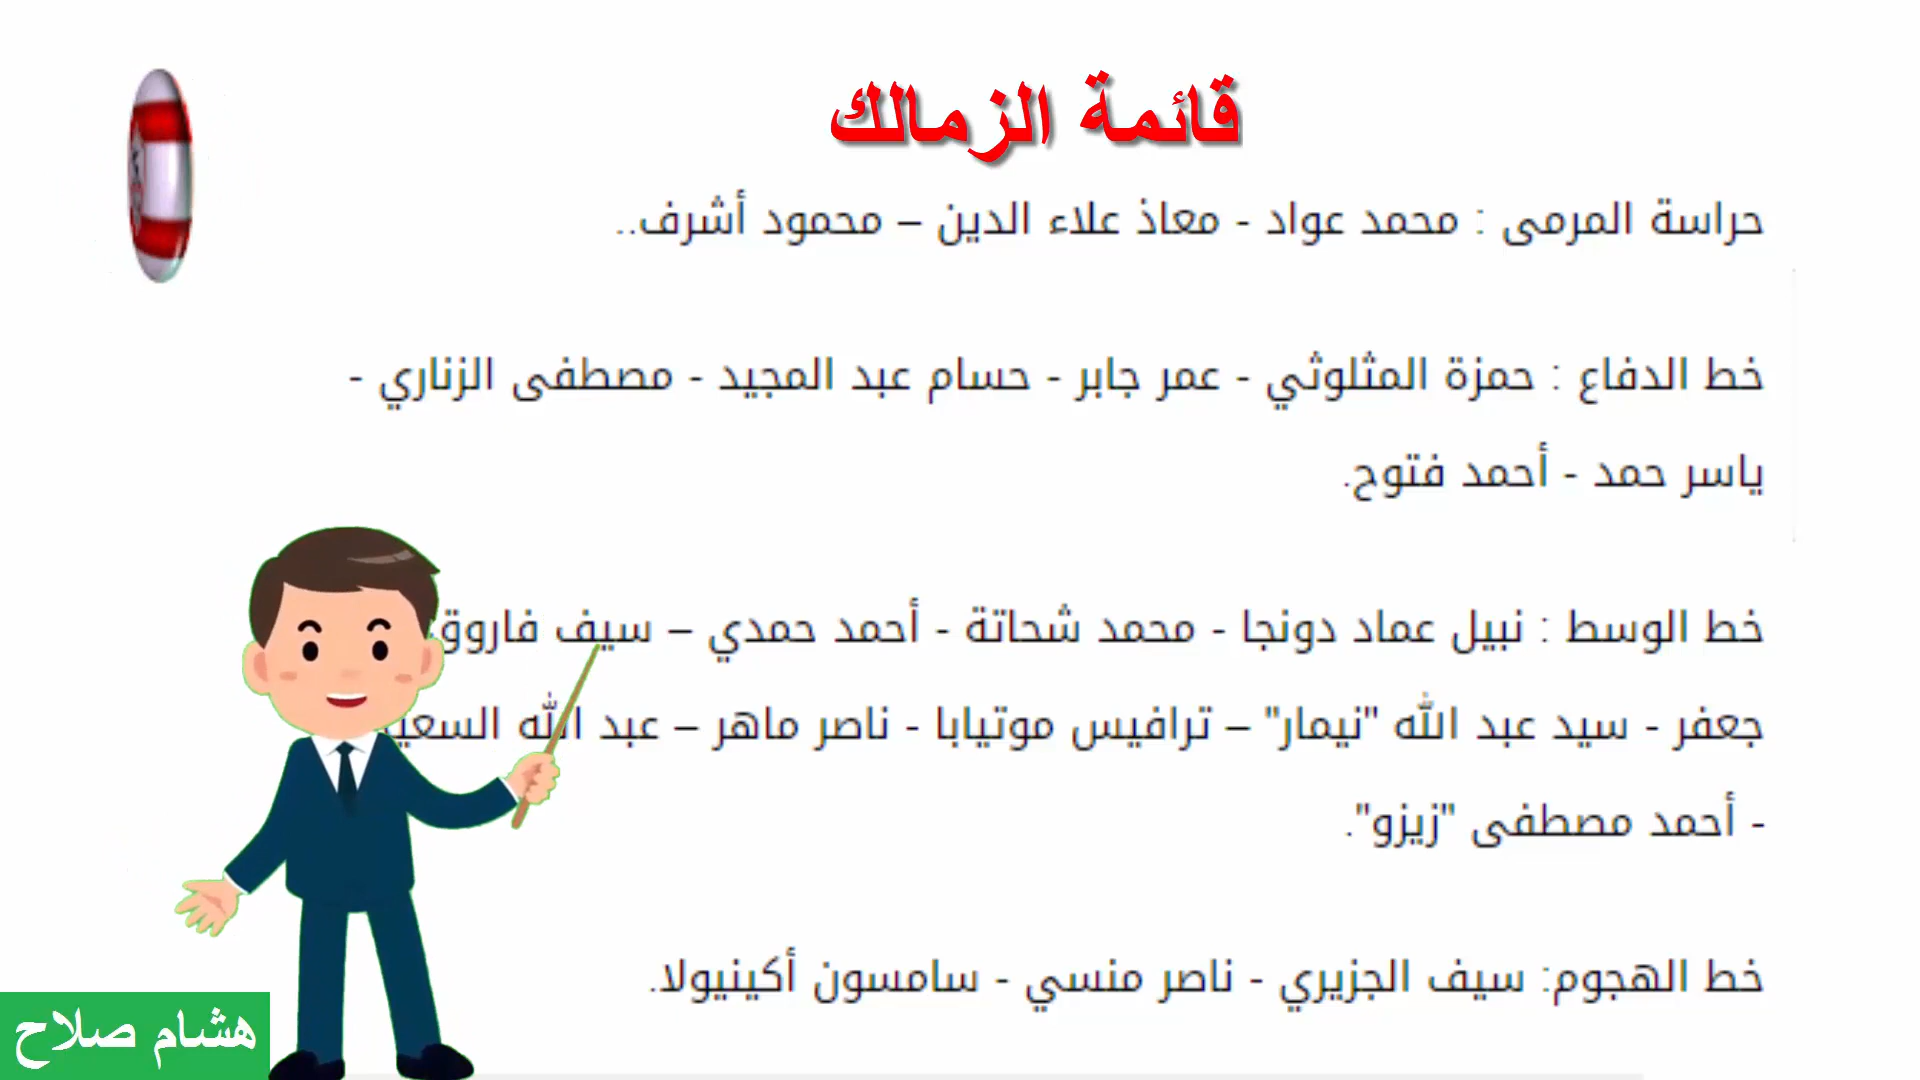 قائمة الزمالك
حراسة المرمى : محمد عواد - معاذ علاء الدين – محمود أشرف..
خط الدفاع : حمزة المثلوثي - عمر جابر - حسام عبد المجيد - مصطفى الزناري -
ياسر حمد - أحمد فتوح.
خط الوسط : نبيل عماد دونجا - محمد شحاتة - أحمد حمدي – سيف فاروق
جعفر - سيد عبد الله "نيمار" – ترافيس موتيابا - ناصر ماهر – عبد الله
- أحمد مصطفى "زيزو".
خط الهجوم: سيف الجزيري - ناصر منسي - سامسون أكينيولا.
هشام صلاح